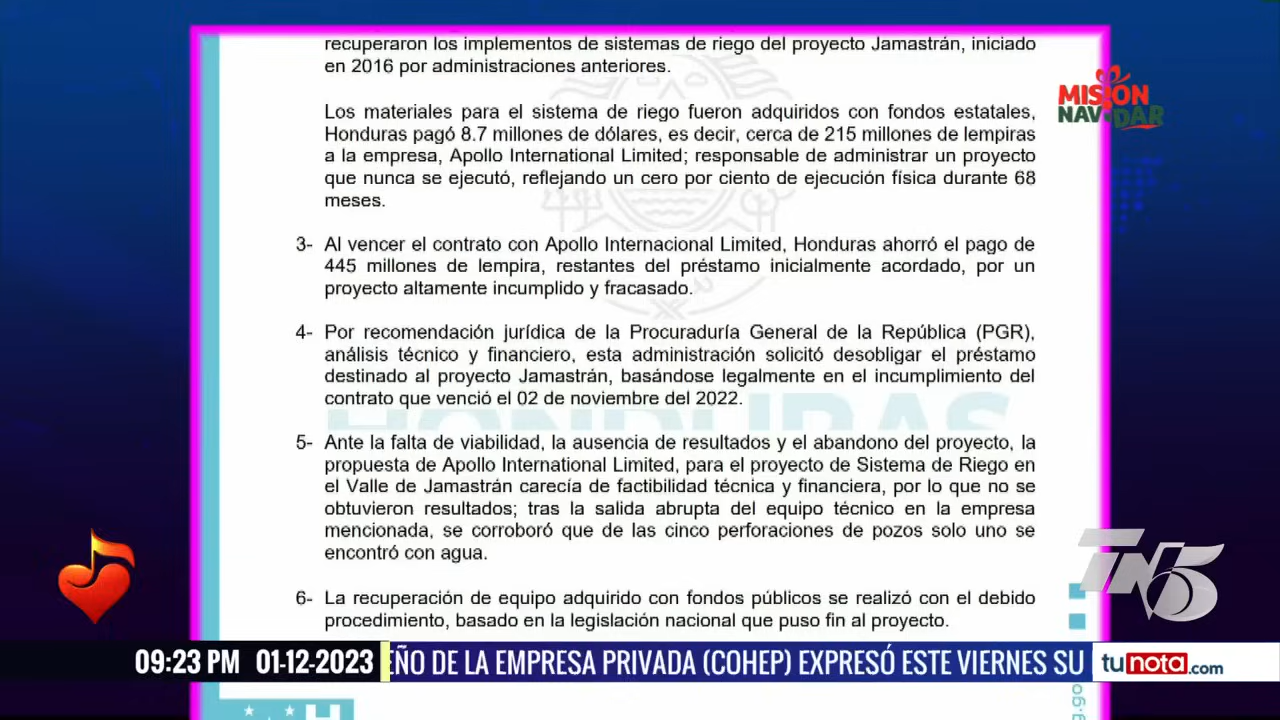 recuperaron los implementos de sistemas de riego del proyecto Jamastrán, iniciado
en 2016 por administraciones anteriores.
Los materiales para el sistema de riego fueron adquiridos con fondos estatales,
Honduras pagó 8.7 millones de dólares, es decir, cerca de 215 millones de lempiras
a la empresa, Apollo International Limited; responsable de administrar un proyecto
que nunca se ejecutó, reflejando un cero por ciento de ejecución física durante 68
meses.
3- Al vencer el contrato con Apollo Internacional Limited, Honduras ahorró el pago de
445 millones de lempira, restantes del préstamo inicialmente acordado, por un
proyecto altamente incumplido y fracasado.
4- Por recomendación jurídica de la Procuraduría General de la República (PGR),
análisis técnico y financiero, esta administración solicitó desobligar el préstamo
destinado al proyecto Jamastrán, basándose legalmente en el incumplimiento del
contrato que venció el 02 de noviembre del 2022.
HONDURAS
5- Ante la falta de viabilidad, la ausencia de resultados y el abandono del proyecto, la
propuesta de Apollo International Limited, para el proyecto de Sistema de Riego en
el Valle de Jamastrán carecía de factibilidad técnica y financiera, por lo que no se
obtuvieron resultados; tras la salida abrupta del equipo técnico en la empresa
mencionada, se corroboró que de las cinco perforaciones de pozos solo uno se
encontró con agua.
6- La recuperación de equipo adquirido con fondos públicos se realizó con el debido
procedimiento, basado en la legislación nacional que puso fin al proyecto.
MISION
NAVIDAR
TN5
09:23 PM 01-12-2023 EÑO DE LA EMPRESA PRIVADA (COHEP) EXPRESÓ ESTE VIERNES SU
tunota.com